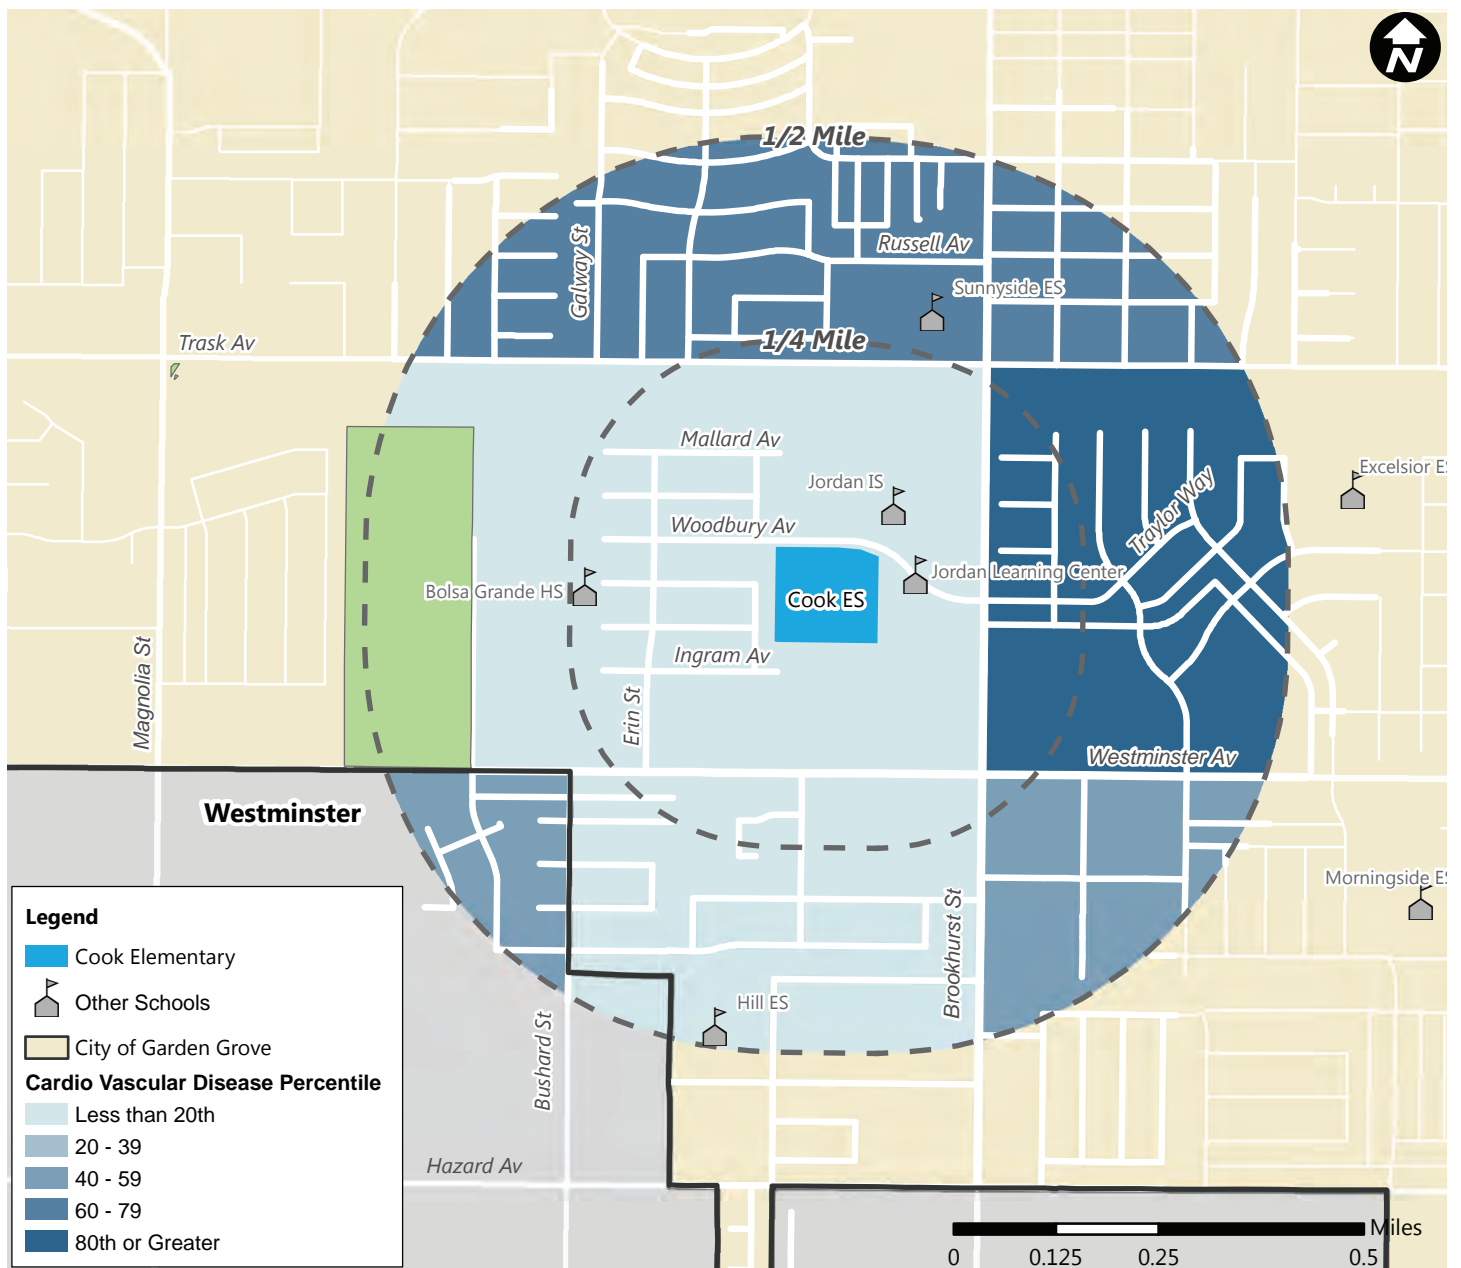 N
1/2 Mile
Galway St
Russell Av
Sunnyside ES
1/4 Mile
Trask Av
Mallard Av
Jordan IS
Excelsior ES
Traylor Way
Woodbury Av
Bolsa Grande HS
Jordan Learning Center
Cook ES
Magnolia St
Ingram Av
Erin St
Westminster Av
Westminster
Morningside ES
Brookhurst St
Hill ES
Bushard St
Hazard Av
Legend
Cook Elementary
Other Schools
City of Garden Grove
Cardio Vascular Disease Percentile
Less than 20th
20 - 39
40 - 59
60 - 79
80th or Greater
Miles
0 0.125 0.25 0.5